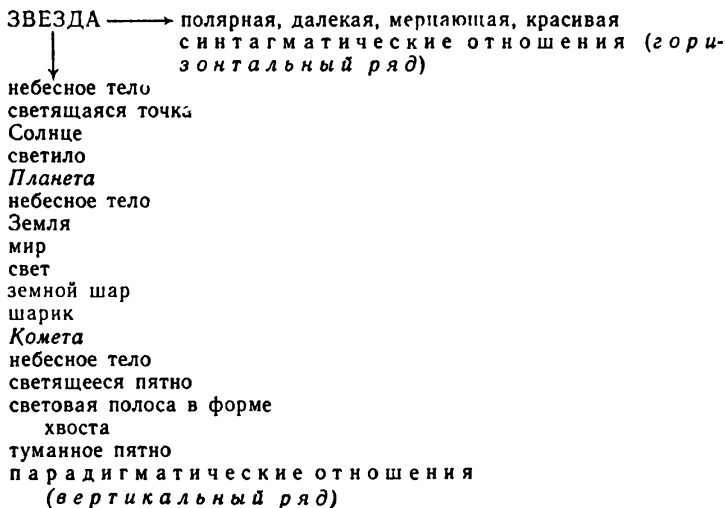 ЗВЕЗДА → полярная, далекая, мерцающая, красивая
синтагматические отношения (гори-
зонтальный ряд)
небесное тело
светящаяся точка
Солнце
светило
Планета
небесное тело
Земля
мир
свет
земной шар
шарик
Комета
небесное тело
светящееся пятно
световая полоса в форме
хвоста
туманное пятно
парадигматические отношения
(вертикальный ряд)